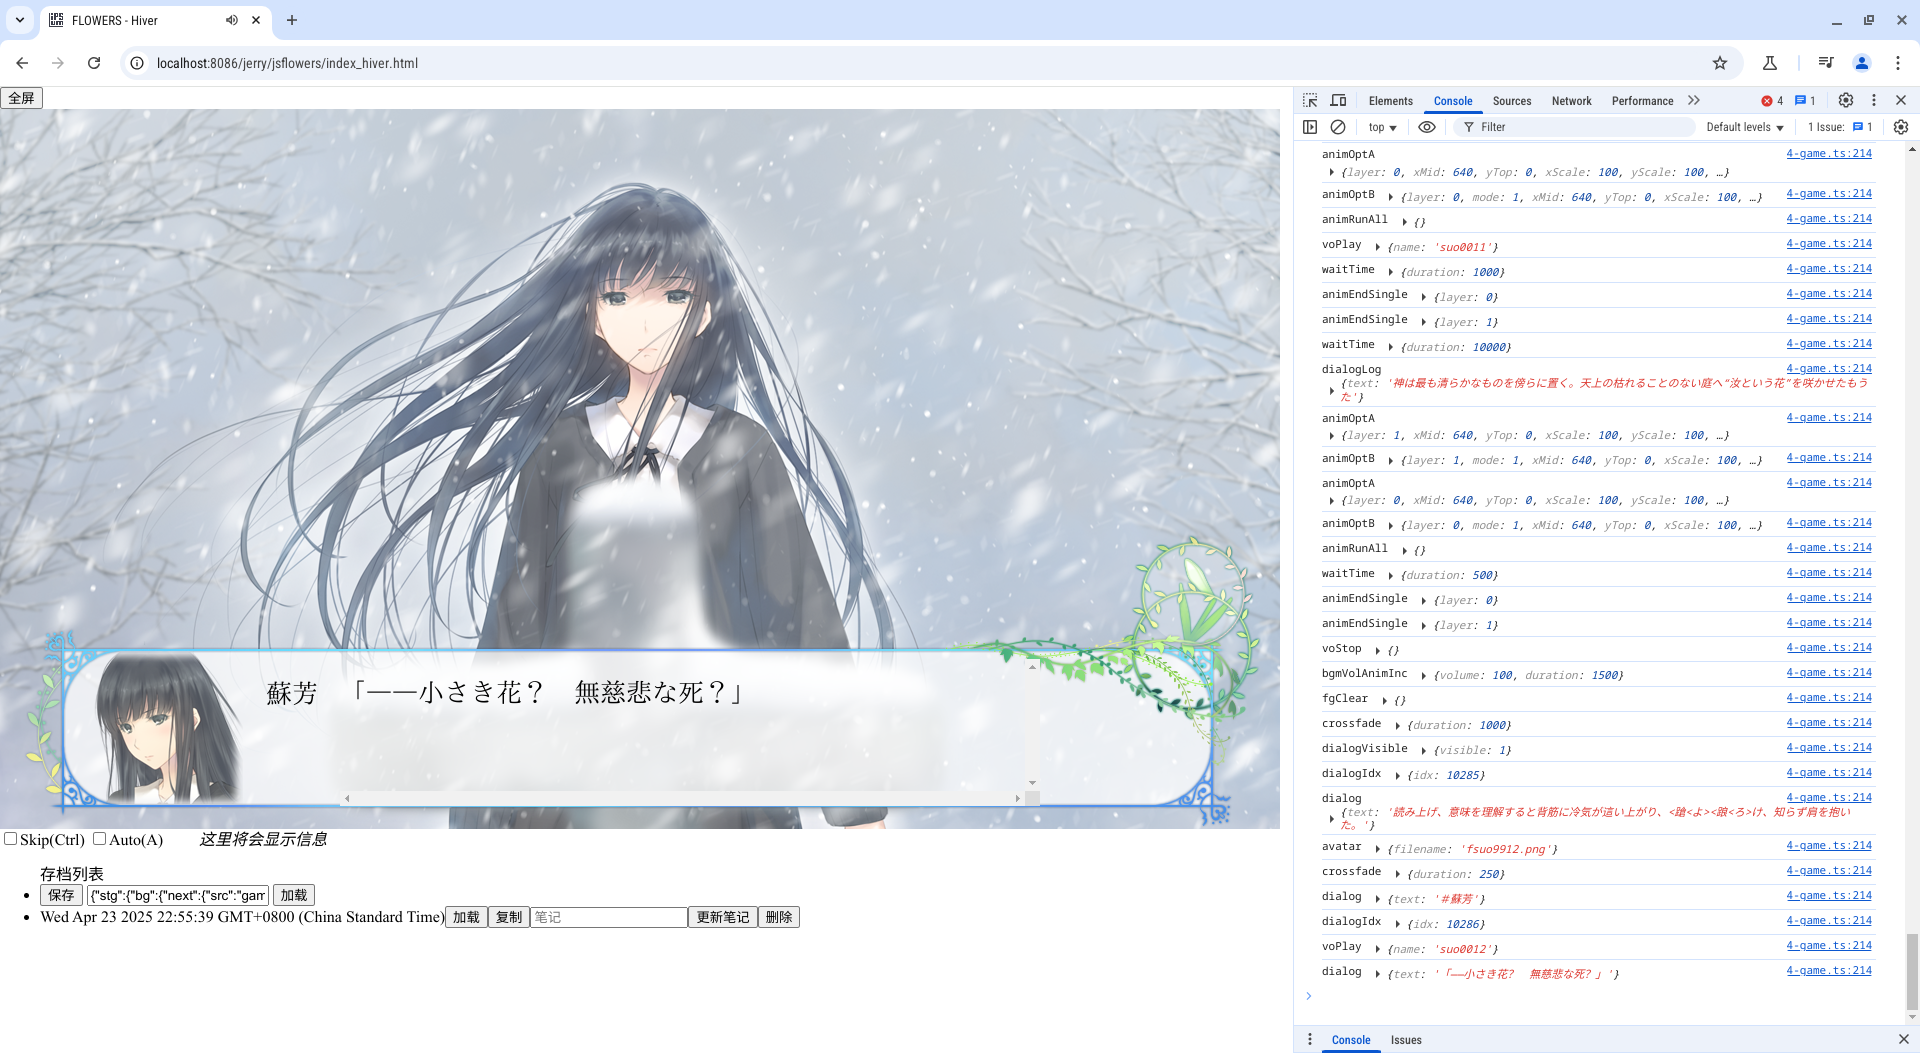 FLOWERS - Hiver
localhost:8086/jerry/jsflowers/index_hiver.html
全屏
蘇芳 「――小さき花？　無慈悲な死？」
Skip(Ctrl) Auto(A) 这里将会显示信息
存档列表
保存 {"stg":{"bg":{"next":{"src":"gam 加载
Wed Apr 23 2025 22:55:39 GMT+0800 (China Standard Time) 加载 复制 笔记 更新笔记 删除
Elements Console Sources Network Performance 4 1
top Filter Default levels 1 Issue: 1
animOptA 4-game.ts:214
{layer: 0, xMid: 640, yTop: 0, xScale: 100, yScale: 100, …}
animOptB {layer: 0, mode: 1, xMid: 640, yTop: 0, xScale: 100, …} 4-game.ts:214
animRunAll {} 4-game.ts:214
voPlay {name: 'suo0011'} 4-game.ts:214
waitTime {duration: 1000} 4-game.ts:214
animEndSingle {layer: 0} 4-game.ts:214
animEndSingle {layer: 1} 4-game.ts:214
waitTime {duration: 10000} 4-game.ts:214
dialogLog 4-game.ts:214
{text: '神は最も清らかなものを傍らに置く。天上の枯れることのない庭へ“汝という花”を咲かせたもう
た'}
animOptA 4-game.ts:214
{layer: 1, xMid: 640, yTop: 0, xScale: 100, yScale: 100, …}
animOptB {layer: 1, mode: 1, xMid: 640, yTop: 0, xScale: 100, …} 4-game.ts:214
animOptA 4-game.ts:214
{layer: 0, xMid: 640, yTop: 0, xScale: 100, yScale: 100, …}
animOptB {layer: 0, mode: 1, xMid: 640, yTop: 0, xScale: 100, …} 4-game.ts:214
animRunAll {} 4-game.ts:214
waitTime {duration: 500} 4-game.ts:214
animEndSingle {layer: 0} 4-game.ts:214
animEndSingle {layer: 1} 4-game.ts:214
voStop {} 4-game.ts:214
bgmVolAnimInc {volume: 100, duration: 1500} 4-game.ts:214
fgClear {} 4-game.ts:214
crossfade {duration: 1000} 4-game.ts:214
dialogVisible {visible: 1} 4-game.ts:214
dialogIdx {idx: 10285} 4-game.ts:214
dialog 4-game.ts:214
{text: '読み上げ、意味を理解すると背筋に冷気が這い上がり、<蹌<よ><踉<ろ>け、知らず肩を抱い
た。'}
avatar {filename: 'fsuo9912.png'} 4-game.ts:214
crossfade {duration: 250} 4-game.ts:214
dialog {text: '＃蘇芳'} 4-game.ts:214
dialogIdx {idx: 10286} 4-game.ts:214
voPlay {name: 'suo0012'} 4-game.ts:214
dialog {text: '「――小さき花？　無慈悲な死？」'} 4-game.ts:214
Console Issues